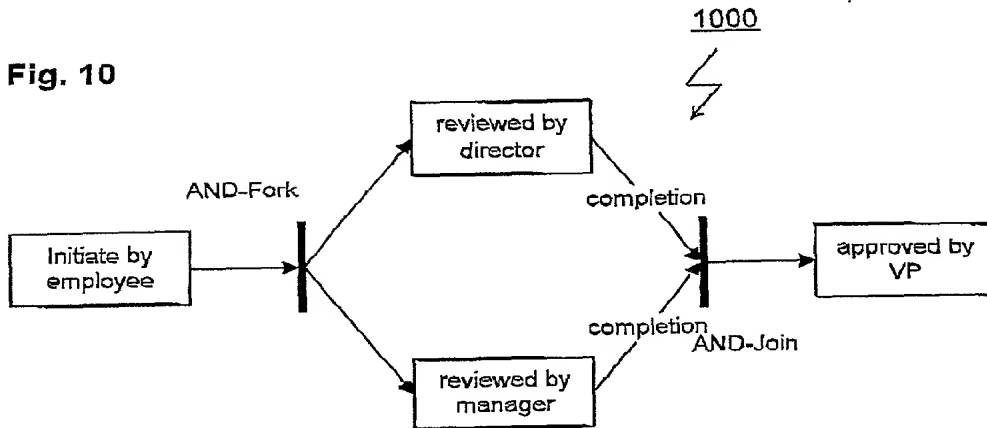 1000
Fig. 10
reviewed by
director
AND-Fork
completion
Initiate by
employee
approved by
VP
completion
AND-Join
reviewed by
manager